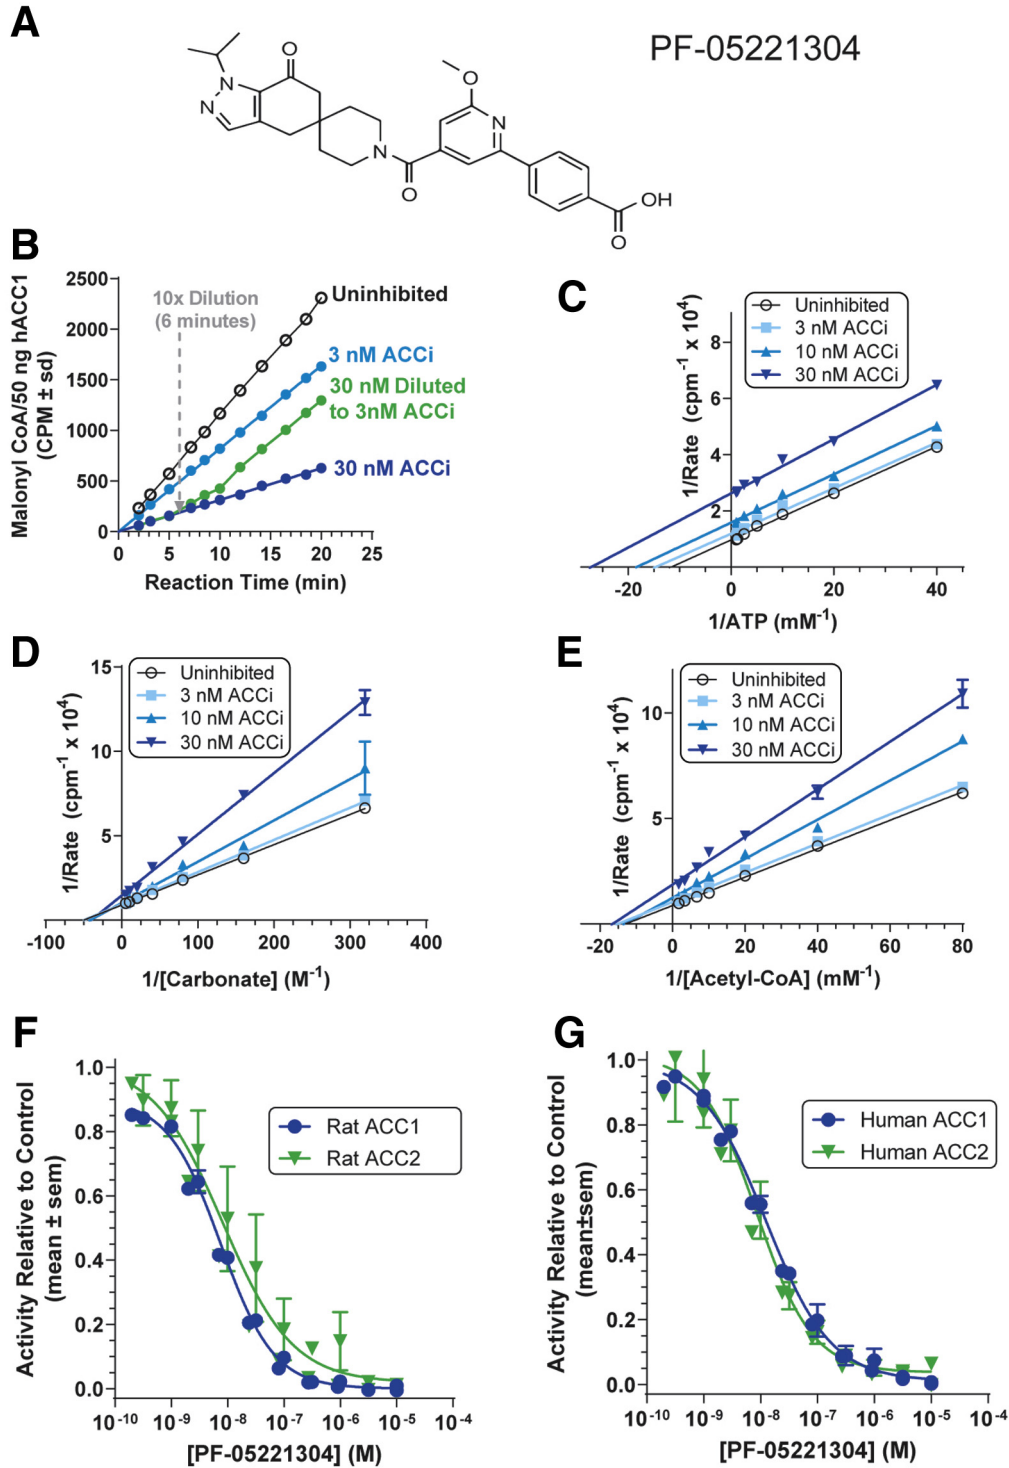 A
PF-05221304
O
N
N
O
N
N
O
OH
O
B
Malonyl CoA/50 ng hACC1
(CPM ± sd)
2500
2000
1500
1000
500
0
10x Dilution
(6 minutes)
Uninhibited
3 nM ACCi
30 nM Diluted
to 3nM ACCi
30 nM ACCi
0 5 10 15 20 25
Reaction Time (min)
C
1/Rate (cpm-1 x 104)
Uninhibited
3 nM ACCi
10 nM ACCi
30 nM ACCi
8
6
4
2
-20 0 20 40
1/ATP (mM-1)
D
1/Rate (cpm-1 x 104)
Uninhibited
3 nM ACCi
10 nM ACCi
30 nM ACCi
15
10
5
-100 0 100 200 300 400
1/[Carbonate] (M-1)
E
1/Rate (cpm-1 x 104)
Uninhibited
3 nM ACCi
10 nM ACCi
30 nM ACCi
10
5
-20 0 20 40 60 80
1/[Acetyl-CoA] (mM-1)
F
Activity Relative to Control
(mean ± sem)
1.0
0.8
0.6
0.4
0.2
0.0
Rat ACC1
Rat ACC2
10-10 10-9 10-8 10-7 10-6 10-5 10-4
[PF-05221304] (M)
G
Activity Relative to Control
(mean±sem)
1.0
0.8
0.6
0.4
0.2
0.0
Human ACC1
Human ACC2
10-10 10-9 10-8 10-7 10-6 10-5 10-4
[PF-05221304] (M)